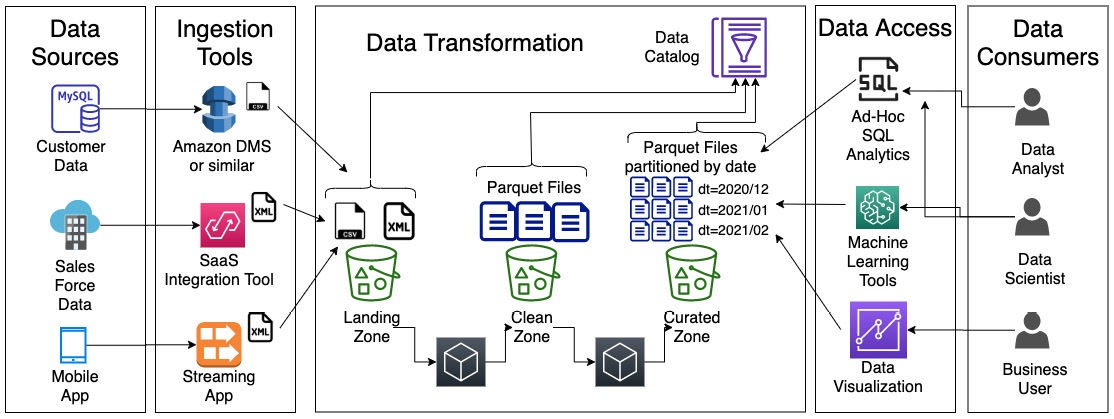 Data
Sources
MySQL
Customer
Data
Sales
Force
Data
Mobile
App
Ingestion
Tools
CSV
Amazon DMS
or similar
XML
SaaS
Integration Tool
XML
Streaming
App
Data Transformation
Data
Catalog
CSV
XML
Landing
Zone
Parquet Files
Clean
Zone
Parquet Files
partitioned by date
dt=2020/12
dt=2021/01
dt=2021/02
Curated
Zone
Data Access
SQL
Ad-Hoc
SQL
Analytics
Machine
Learning
Tools
Data
Visualization
Data
Consumers
Data
Analyst
Data
Scientist
Business
User